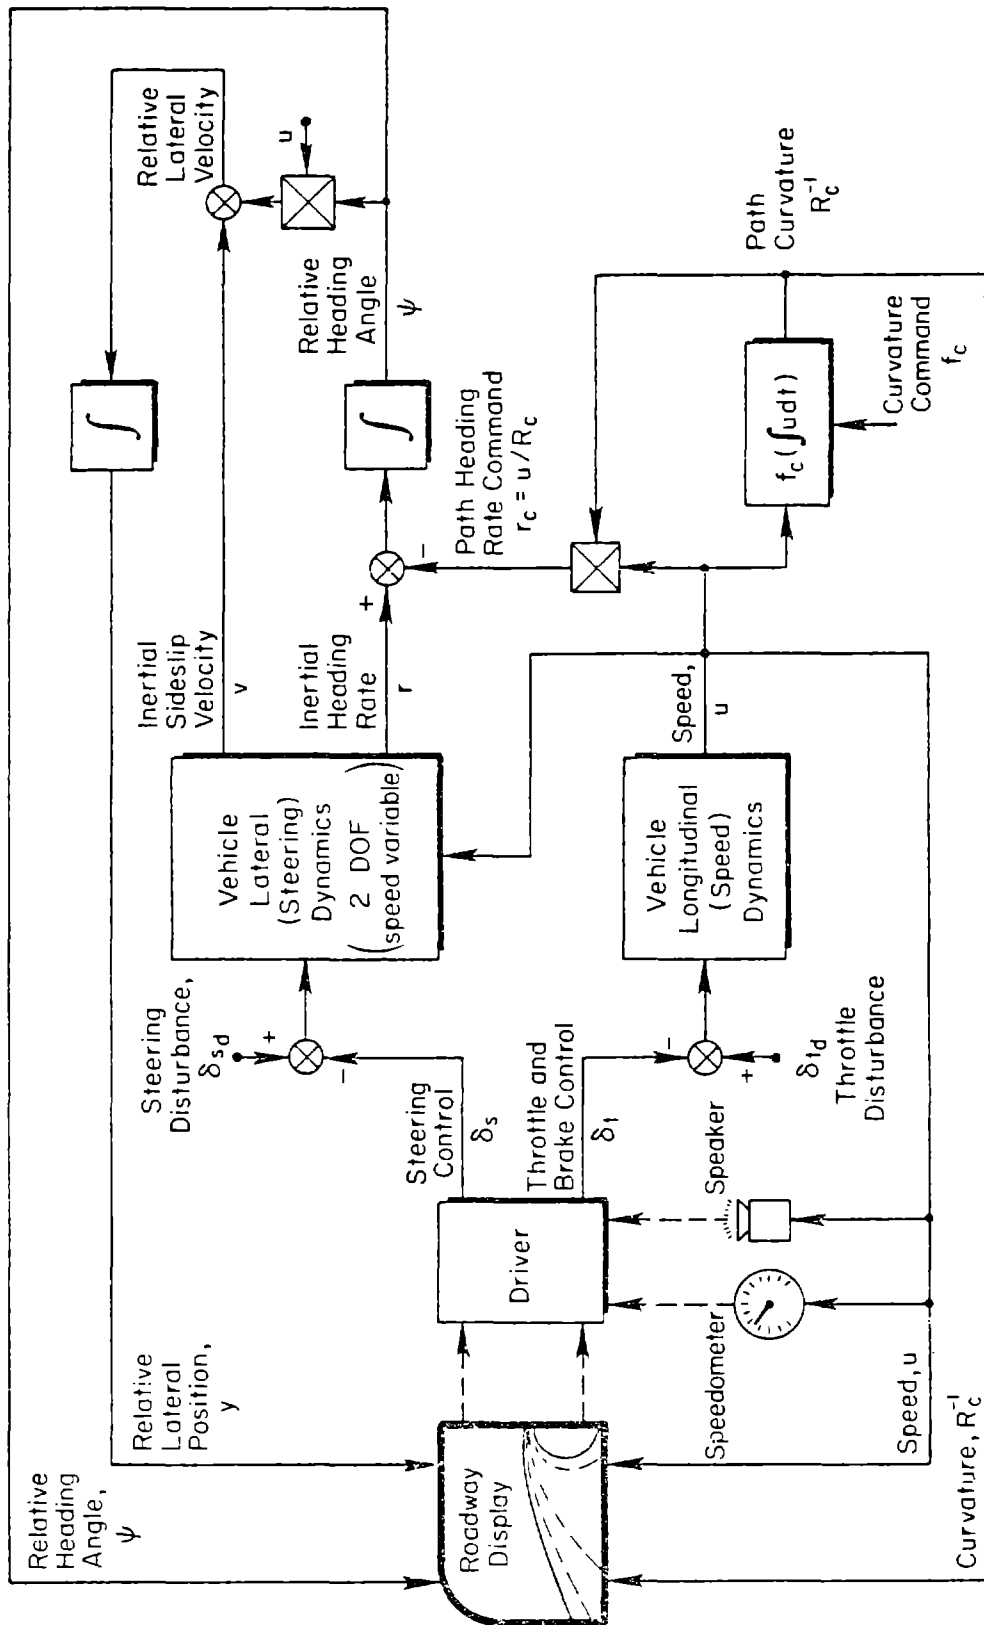 Relative
Heading
Angle,
ψ
Relative
Lateral
Position,
y
Roadway
Display
Curvature, R_c^-1
Speed, u
Speedometer
Speaker
Driver
Steering
Control
δ_s
Throttle and
Brake Control
δ_t
Steering
Disturbance,
δ_sd
+
-
-
+
δ_td
Throttle
Disturbance
Vehicle
Lateral
(Steering)
Dynamics
2 DOF
(speed variable)
Vehicle
Longitudinal
(Speed)
Dynamics
Inertial
Sideslip
Velocity
v
Inertial
Heading
Rate
r
Speed,
u
+
-
Path Heading
Rate Command
r_c = u/R_c
∫
∫
Relative
Heading
Angle
ψ
u
Relative
Lateral
Velocity
f_c(∫udt)
Curvature
Command
f_c
Path
Curvature
R_c^-1